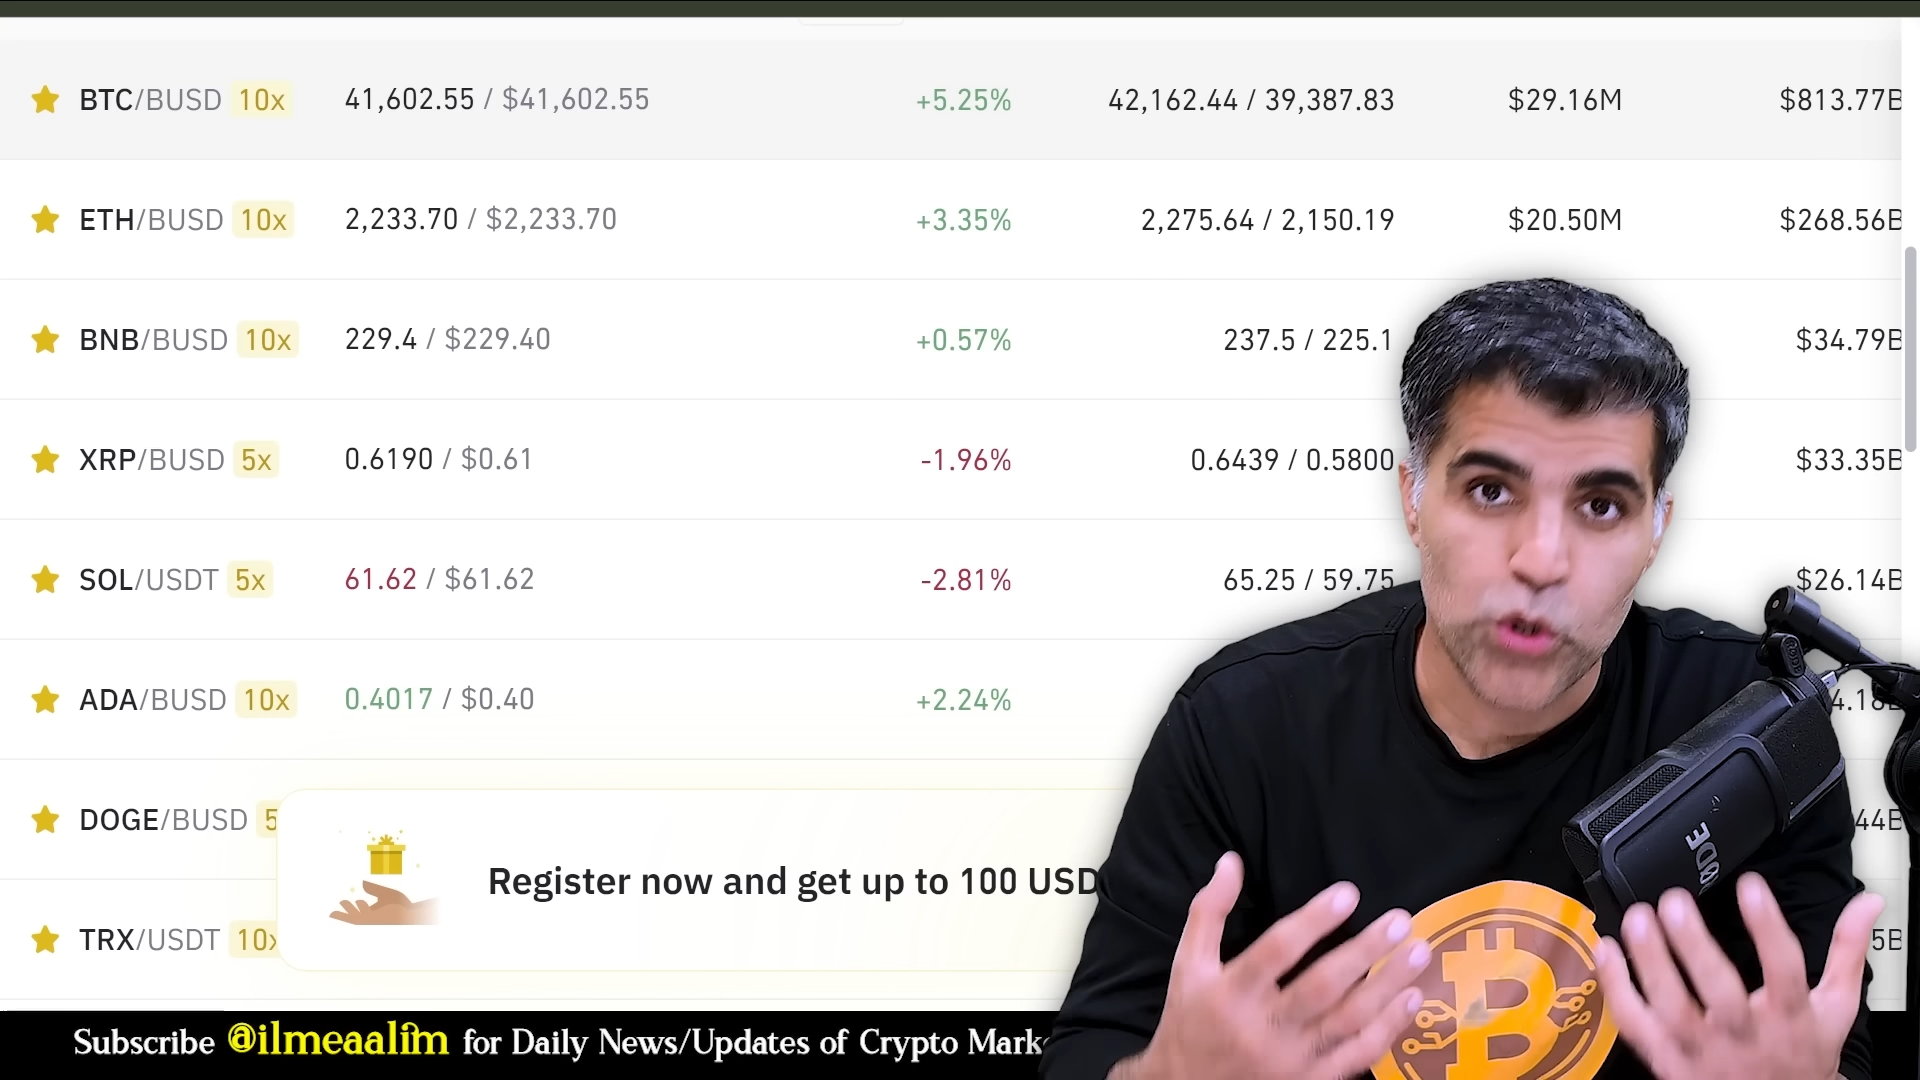 BTC/BUSD 10x 41,602.55 / $41,602.55 +5.25% 42,162.44 / 39,387.83 $29.16M $813.77B
ETH/BUSD 10x 2,233.70 / $2,233.70 +3.35% 2,275.64 / 2,150.19 $20.50M $268.56B
BNB/BUSD 10x 229.4 / $229.40 +0.57% 237.5 / 225.1 $34.79B
XRP/BUSD 5x 0.6190 / $0.61 -1.96% 0.6439 / 0.5800 $33.35B
SOL/USDT 5x 61.62 / $61.62 -2.81% 65.25 / 59.75 $26.14B
ADA/BUSD 10x 0.4017 / $0.40 +2.24%
DOGE/BUSD 5 44B
Register now and get up to 100 USD
TRX/USDT 10x 5B
Subscribe @ilmeaalim for Daily News/Updates of Crypto Mark